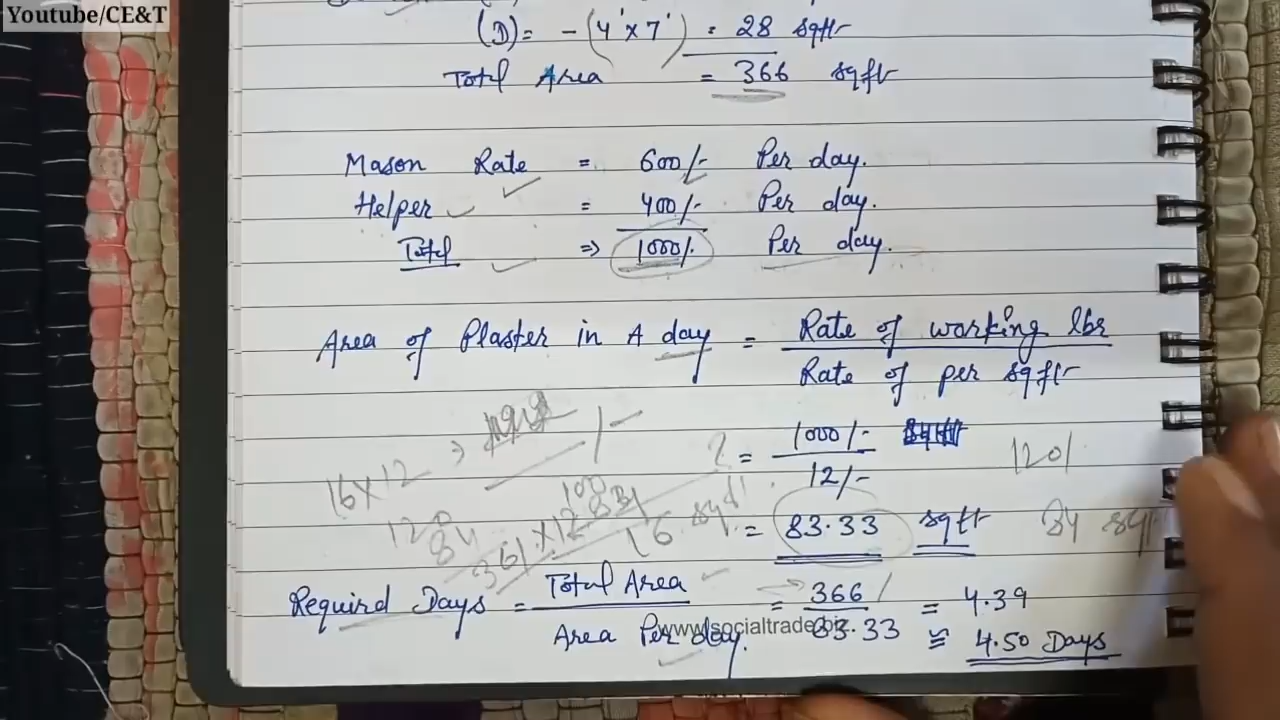 Youtube/CE&T
(D)= -(4'x7') = 28 sqft
Total Area = 366 sqft
Mason Rate = 600/- Per day.
Helper = 400/- Per day.
Total ⇒ 1000/- Per day.
Area of Plaster in A day = Rate of working lbr
Rate of per sqft
= 1000/-
12/-
16x12
120/
= 83.33 sqft
84 sqft
Requird Days = Total Area = 366 = 4.39
Area Per day. 83.33 ≅ 4.50 Days
www.socialtrade.biz